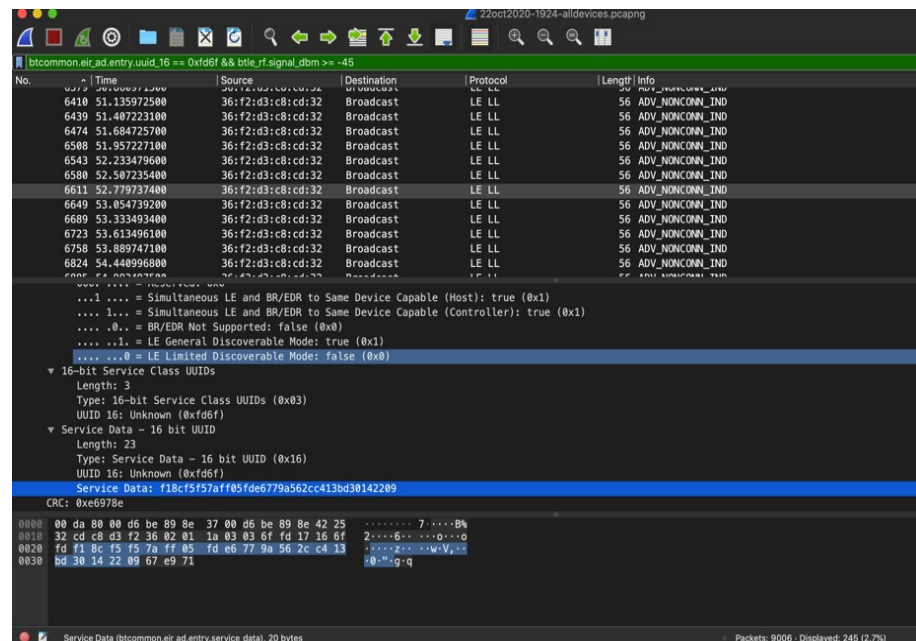 22oct2020-1924-alldevices.pcapng
btcommon.eir_ad.entry.uuid_16 == 0xfd6f && btle_rf.signal_dbm >= -45
No. Time Source Destination Protocol Length Info
6410 51.135972500 36:f2:d3:c8:cd:32 Broadcast LE LL 56 ADV_NONCONN_IND
6439 51.407223100 36:f2:d3:c8:cd:32 Broadcast LE LL 56 ADV_NONCONN_IND
6474 51.684725700 36:f2:d3:c8:cd:32 Broadcast LE LL 56 ADV_NONCONN_IND
6508 51.957227100 36:f2:d3:c8:cd:32 Broadcast LE LL 56 ADV_NONCONN_IND
6543 52.233479600 36:f2:d3:c8:cd:32 Broadcast LE LL 56 ADV_NONCONN_IND
6580 52.507235400 36:f2:d3:c8:cd:32 Broadcast LE LL 56 ADV_NONCONN_IND
6611 52.779737400 36:f2:d3:c8:cd:32 Broadcast LE LL 56 ADV_NONCONN_IND
6649 53.054739200 36:f2:d3:c8:cd:32 Broadcast LE LL 56 ADV_NONCONN_IND
6689 53.333493400 36:f2:d3:c8:cd:32 Broadcast LE LL 56 ADV_NONCONN_IND
6723 53.613496100 36:f2:d3:c8:cd:32 Broadcast LE LL 56 ADV_NONCONN_IND
6758 53.889747100 36:f2:d3:c8:cd:32 Broadcast LE LL 56 ADV_NONCONN_IND
6824 54.440996800 36:f2:d3:c8:cd:32 Broadcast LE LL 56 ADV_NONCONN_IND
000. .... = Reserved: 0x0
...1 .... = Simultaneous LE and BR/EDR to Same Device Capable (Host): true (0x1)
.... 1... = Simultaneous LE and BR/EDR to Same Device Capable (Controller): true (0x1)
.... .0.. = BR/EDR Not Supported: false (0x0)
.... ..1. = LE General Discoverable Mode: true (0x1)
.... ...0 = LE Limited Discoverable Mode: false (0x0)
16-bit Service Class UUIDs
Length: 3
Type: 16-bit Service Class UUIDs (0x03)
UUID 16: Unknown (0xfd6f)
Service Data - 16 bit UUID
Length: 23
Type: Service Data - 16 bit UUID (0x16)
UUID 16: Unknown (0xfd6f)
Service Data: f18cf5f57aff05fde6779a562cc413bd30142209
CRC: 0xe6978e
0000 00 da 80 00 d6 be 89 8e 37 00 d6 be 89 8e 42 25 ········ 7·····B%
0010 32 cd c8 d3 f2 36 02 01 1a 03 03 6f fd 17 16 6f 2····6·· ···o···o
0020 fd f1 8c f5 f5 7a ff 05 fd e6 77 9a 56 2c c4 13 ·····z·· ··w·V,··
0030 bd 30 14 22 09 67 e9 71 ·0·"·g·q
Service Data (btcommon.eir_ad.entry.service_data), 20 bytes
Packets: 9006 · Displayed: 245 (2.7%)